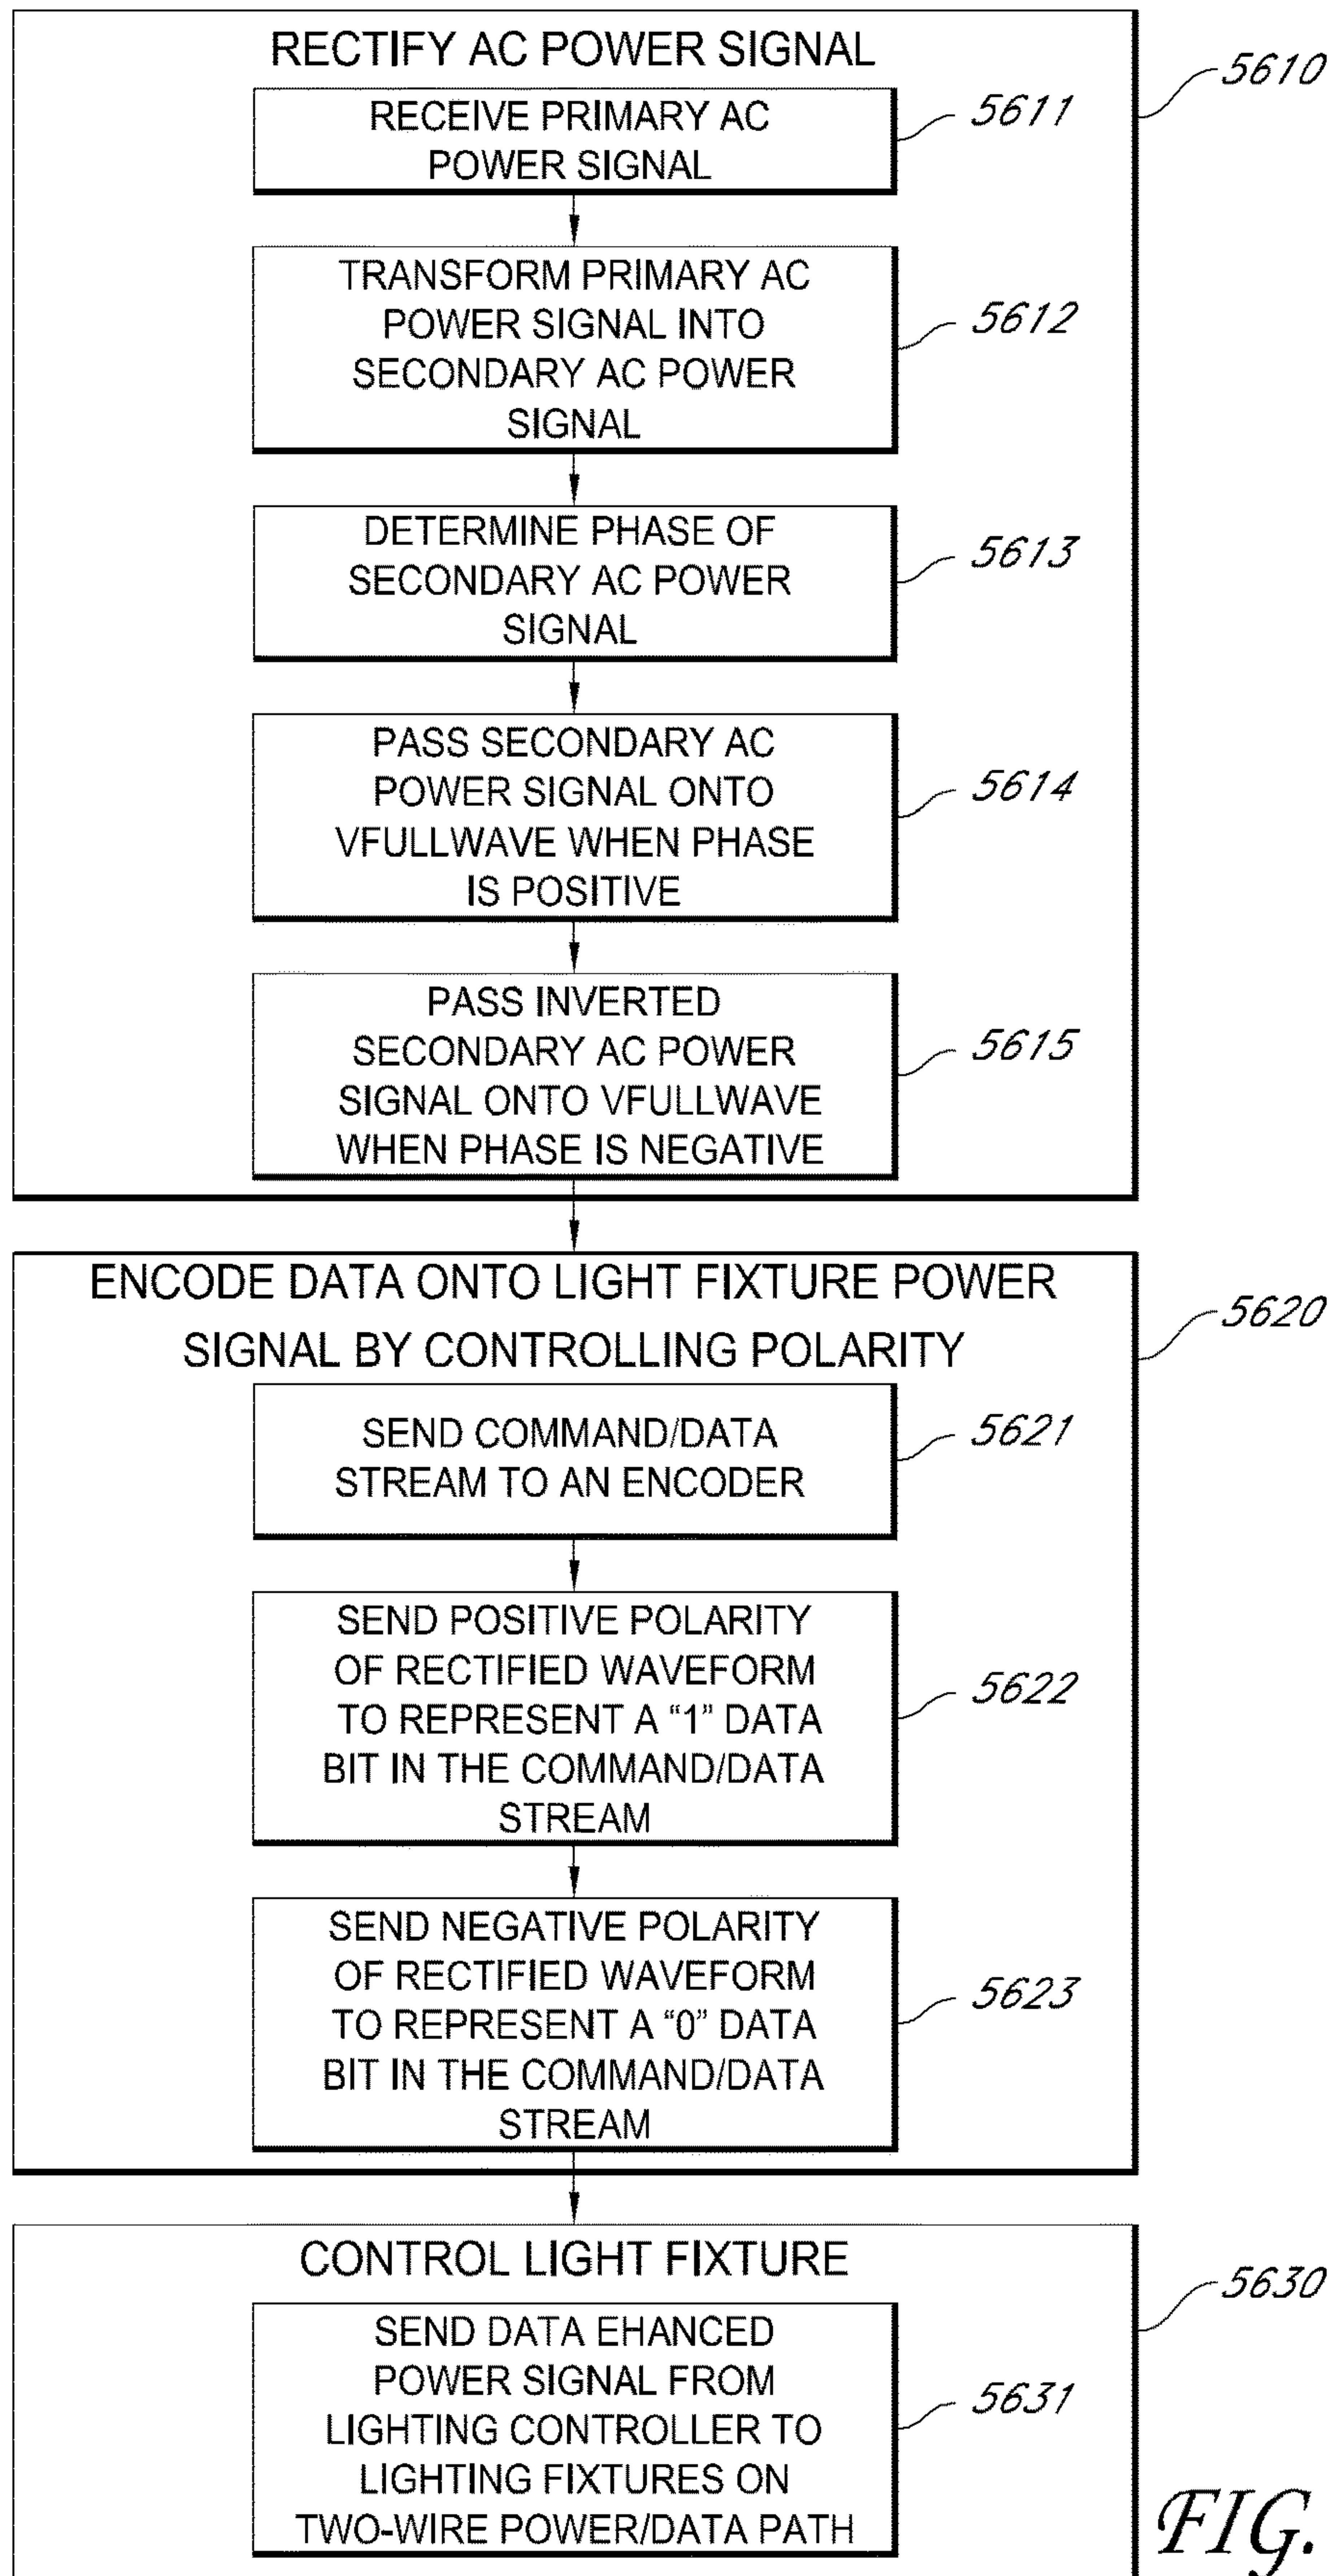 RECTIFY AC POWER SIGNAL
5610
RECEIVE PRIMARY AC
POWER SIGNAL
5611
TRANSFORM PRIMARY AC
POWER SIGNAL INTO
SECONDARY AC POWER
SIGNAL
5612
DETERMINE PHASE OF
SECONDARY AC POWER
SIGNAL
5613
PASS SECONDARY AC
POWER SIGNAL ONTO
VFULLWAVE WHEN PHASE
IS POSITIVE
5614
PASS INVERTED
SECONDARY AC POWER
SIGNAL ONTO VFULLWAVE
WHEN PHASE IS NEGATIVE
5615
ENCODE DATA ONTO LIGHT FIXTURE POWER
SIGNAL BY CONTROLLING POLARITY
5620
SEND COMMAND/DATA
STREAM TO AN ENCODER
5621
SEND POSITIVE POLARITY
OF RECTIFIED WAVEFORM
TO REPRESENT A “1” DATA
BIT IN THE COMMAND/DATA
STREAM
5622
SEND NEGATIVE POLARITY
OF RECTIFIED WAVEFORM
TO REPRESENT A “0” DATA
BIT IN THE COMMAND/DATA
STREAM
5623
CONTROL LIGHT FIXTURE
5630
SEND DATA EHANCED
POWER SIGNAL FROM
LIGHTING CONTROLLER TO
LIGHTING FIXTURES ON
TWO-WIRE POWER/DATA PATH
5631
FIG.